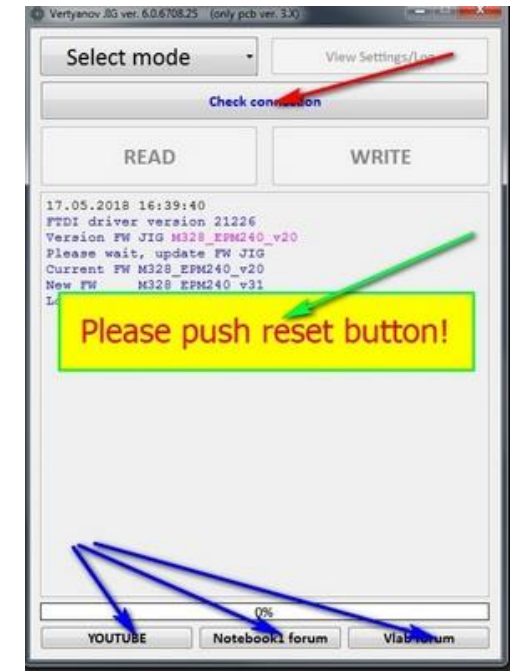 Vertyanov JIG ver. 6.0.6708.25 (only pcb ver. 3.X)
Select mode
View Settings/Log
Check connection
READ
WRITE
17.05.2018 16:39:40
FTDI driver version 21226
Version FW JIG M328_EPM240_v20
Please wait, update FW JIG
Current FW M328_EPM240_v20
New FW M328_EPM240_v31
Please push reset button!
0%
YOUTUBE
Notebook1 forum
Vlab forum